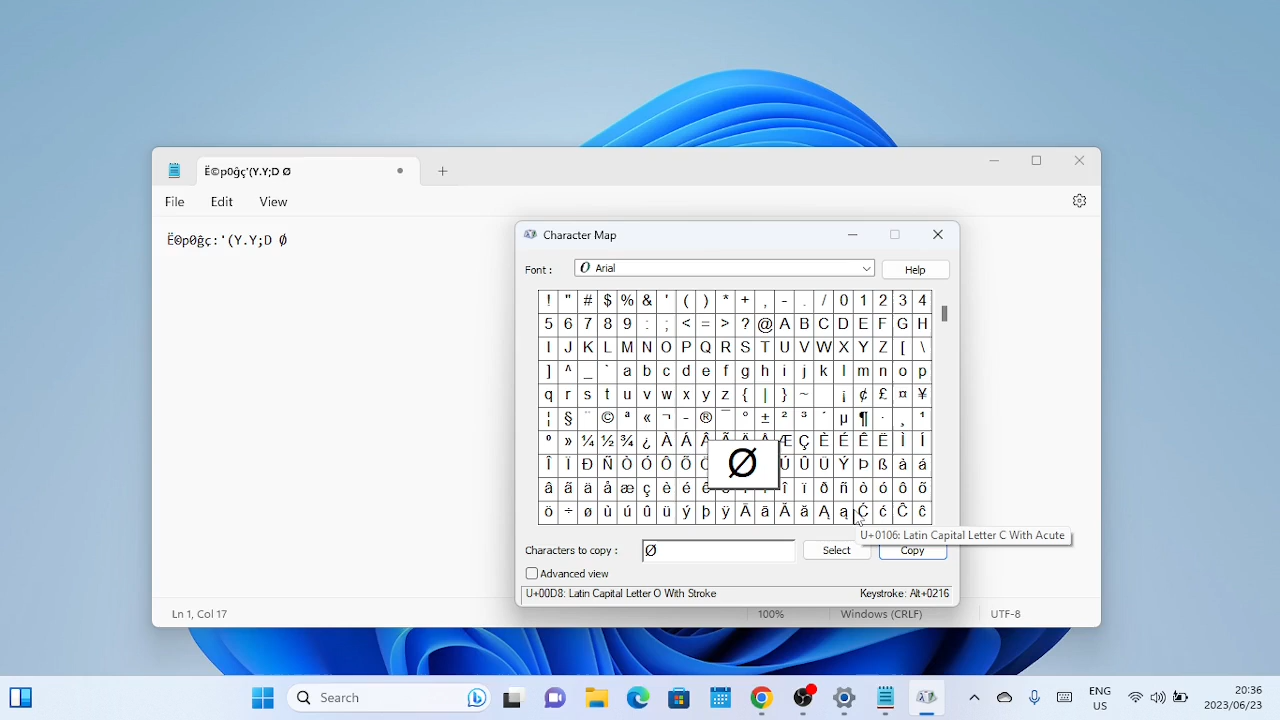 Ë©p0ĝç'(Y.Y;D Ø
File Edit View
Ë©p0ĝç:'(Y.Y;D Ø
Character Map
Font : Arial Help
! " # $ % & ' ( ) * + , - . / 0 1 2 3 4
5 6 7 8 9 : ; < = > ? @ A B C D E F G H
I J K L M N O P Q R S T U V W X Y Z [ \
] ^ _ ` a b c d e f g h i j k l m n o p
q r s t u v w x y z { | } ~ ¡ ¢ £ ¤ ¥
¦ § ¨ © ª « ¬ - ® ¯ ° ± ² ³ ´ µ ¶ · ¸ ¹
º » ¼ ½ ¾ ¿ À Á Â Ã Ä Å Æ Ç È É Ê Ë Ì Í
Î Ï Ð Ñ Ò Ó Ô Õ Ö Ø Ú Û Ü Ý Þ ß à á
â ã ä å æ ç è é ê î ï ð ñ ò ó ô õ
ö ÷ ø ù ú û ü ý þ ÿ Ā ā Ă ă Ą ą Ć ć Ĉ ĉ
U+0106: Latin Capital Letter C With Acute
Characters to copy : Ø Select Copy
Advanced view
U+00D8: Latin Capital Letter O With Stroke Keystroke: Alt+0216
Ln 1, Col 17 100% Windows (CRLF) UTF-8
Search ENG US 20:36 2023/06/23